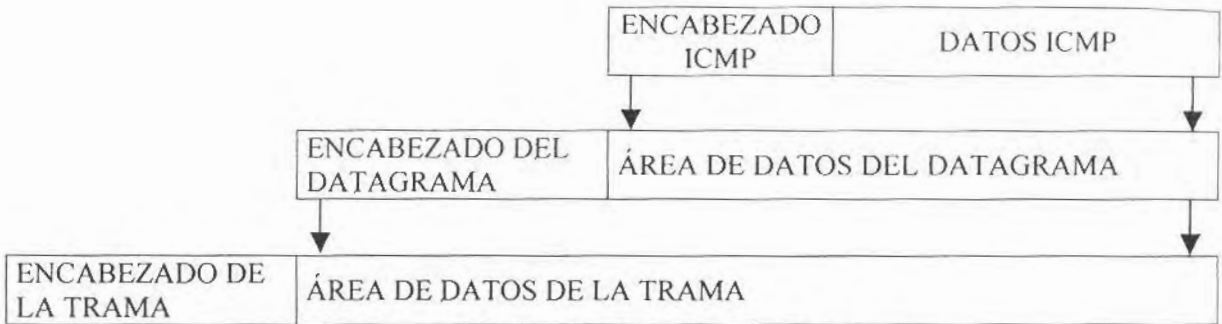 ENCABEZADO
ICMP
DATOS ICMP
ENCABEZADO DEL
DATAGRAMA
ÁREA DE DATOS DEL DATAGRAMA
ENCABEZADO DE
LA TRAMA
ÁREA DE DATOS DE LA TRAMA